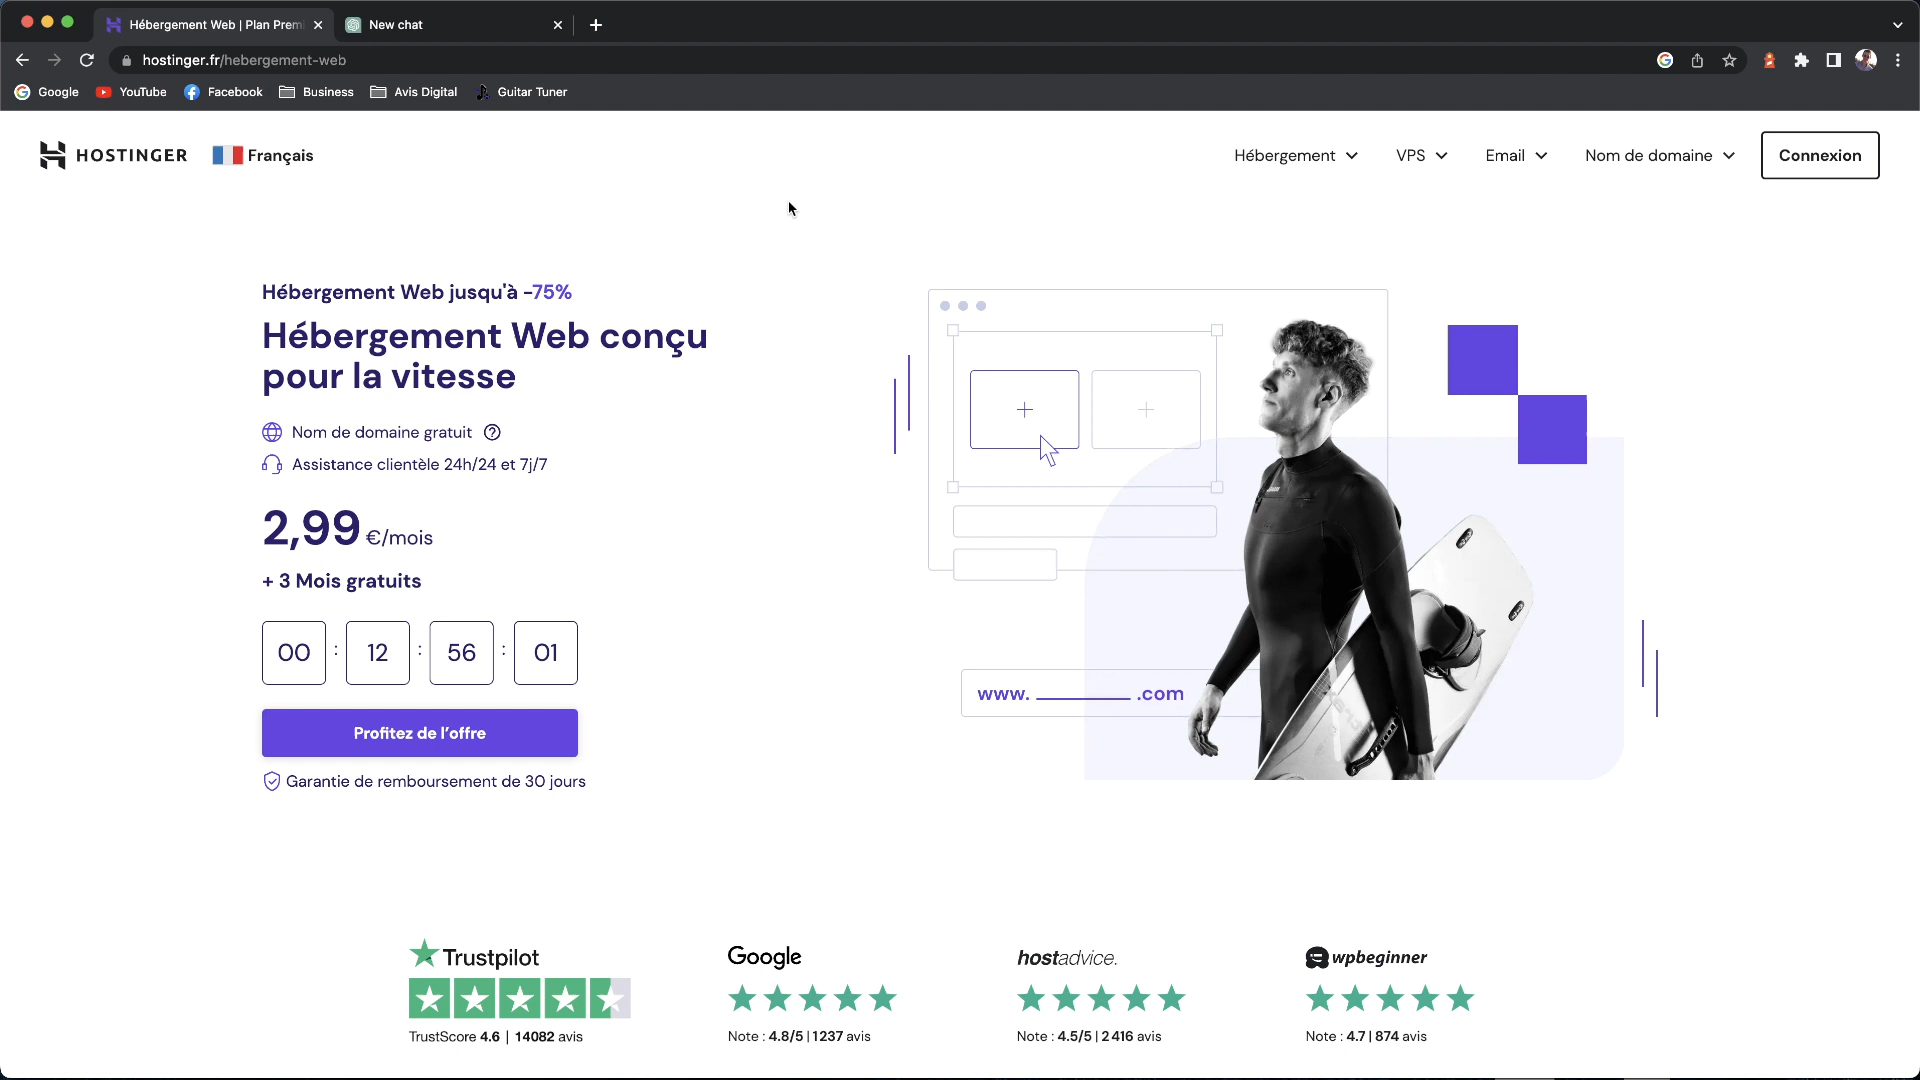 Hébergement Web | Plan Prem
New chat
hostinger.fr/hebergement-web
Google
YouTube
Facebook
Business
Avis Digital
Guitar Tuner
HOSTINGER
Français
Hébergement
VPS
Email
Nom de domaine
Connexion
Hébergement Web jusqu'à -75%
Hébergement Web conçu
pour la vitesse
Nom de domaine gratuit
Assistance clientèle 24h/24 et 7j/7
2,99 €/mois
+ 3 Mois gratuits
00 : 12 : 56 : 01
Profitez de l'offre
Garantie de remboursement de 30 jours
www. ________ .com
Trustpilot
TrustScore 4.6 | 14082 avis
Google
Note : 4.8/5 | 1237 avis
hostadvice.
Note : 4.5/5 | 2 416 avis
wpbeginner
Note : 4.7 | 874 avis